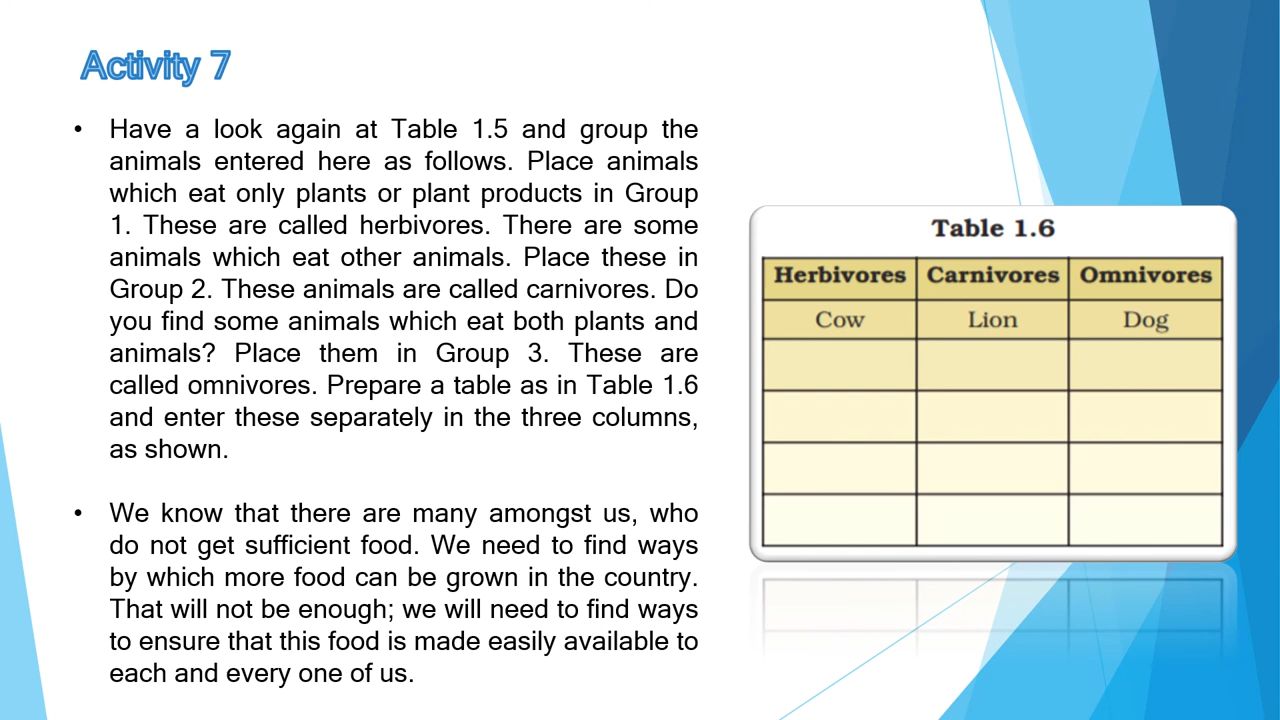 Activity 7
• Have a look again at Table 1.5 and group the
animals entered here as follows. Place animals
which eat only plants or plant products in Group
1. These are called herbivores. There are some
animals which eat other animals. Place these in
Group 2. These animals are called carnivores. Do
you find some animals which eat both plants and
animals? Place them in Group 3. These are
called omnivores. Prepare a table as in Table 1.6
and enter these separately in the three columns,
as shown.
• We know that there are many amongst us, who
do not get sufficient food. We need to find ways
by which more food can be grown in the country.
That will not be enough; we will need to find ways
to ensure that this food is made easily available to
each and every one of us.
Table 1.6
Herbivores Carnivores Omnivores
Cow Lion Dog